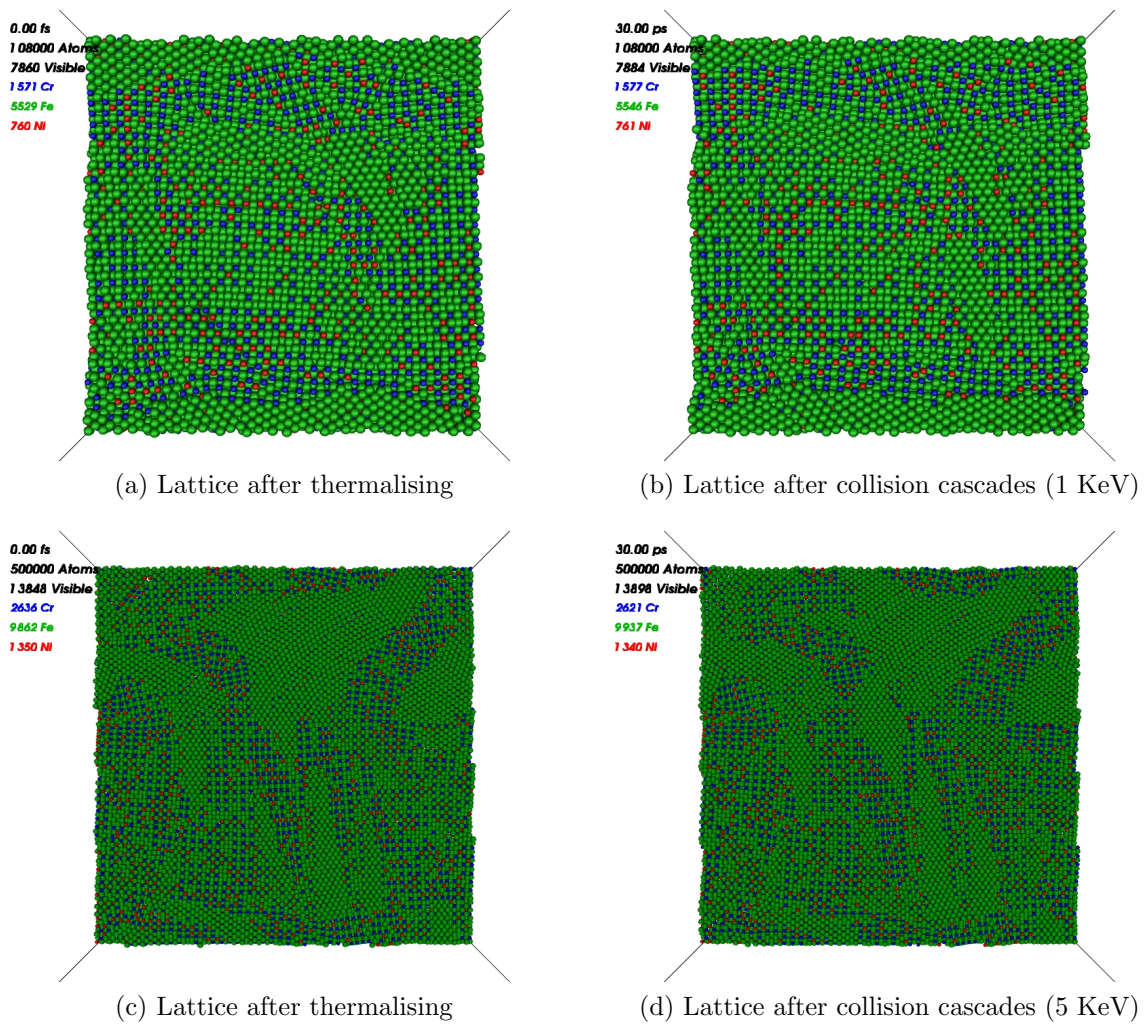 0.00 fs
108000 Atoms
7860 Visible
1571 Cr
5529 Fe
760 Ni
30.00 ps
108000 Atoms
7884 Visible
1577 Cr
5546 Fe
761 Ni
(a) Lattice after thermalising
(b) Lattice after collision cascades (1 KeV)
0.00 fs
500000 Atoms
13848 Visible
2636 Cr
9862 Fe
1350 Ni
30.00 ps
500000 Atoms
13898 Visible
2621 Cr
9937 Fe
1340 Ni
(c) Lattice after thermalising
(d) Lattice after collision cascades (5 KeV)